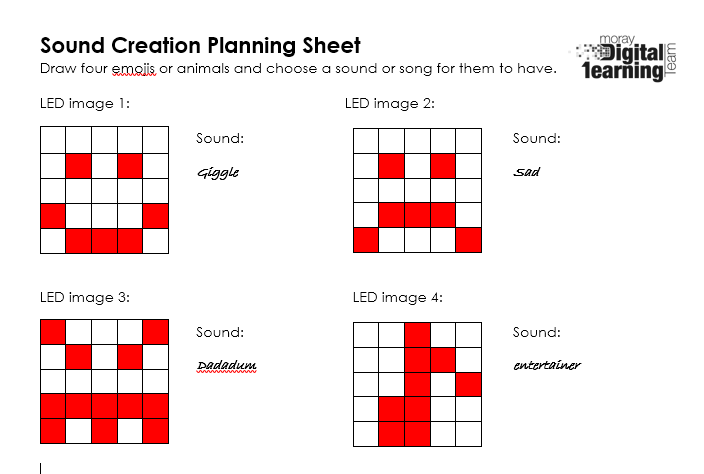 Sound Creation Planning Sheet
moray
Digital
1earning
Team
Draw four emojis or animals and choose a sound or song for them to have.
LED image 1:
LED image 2:
Sound:
Sound:
Giggle
Sad
LED image 3:
LED image 4:
Sound:
Sound:
Dadadum
entertainer